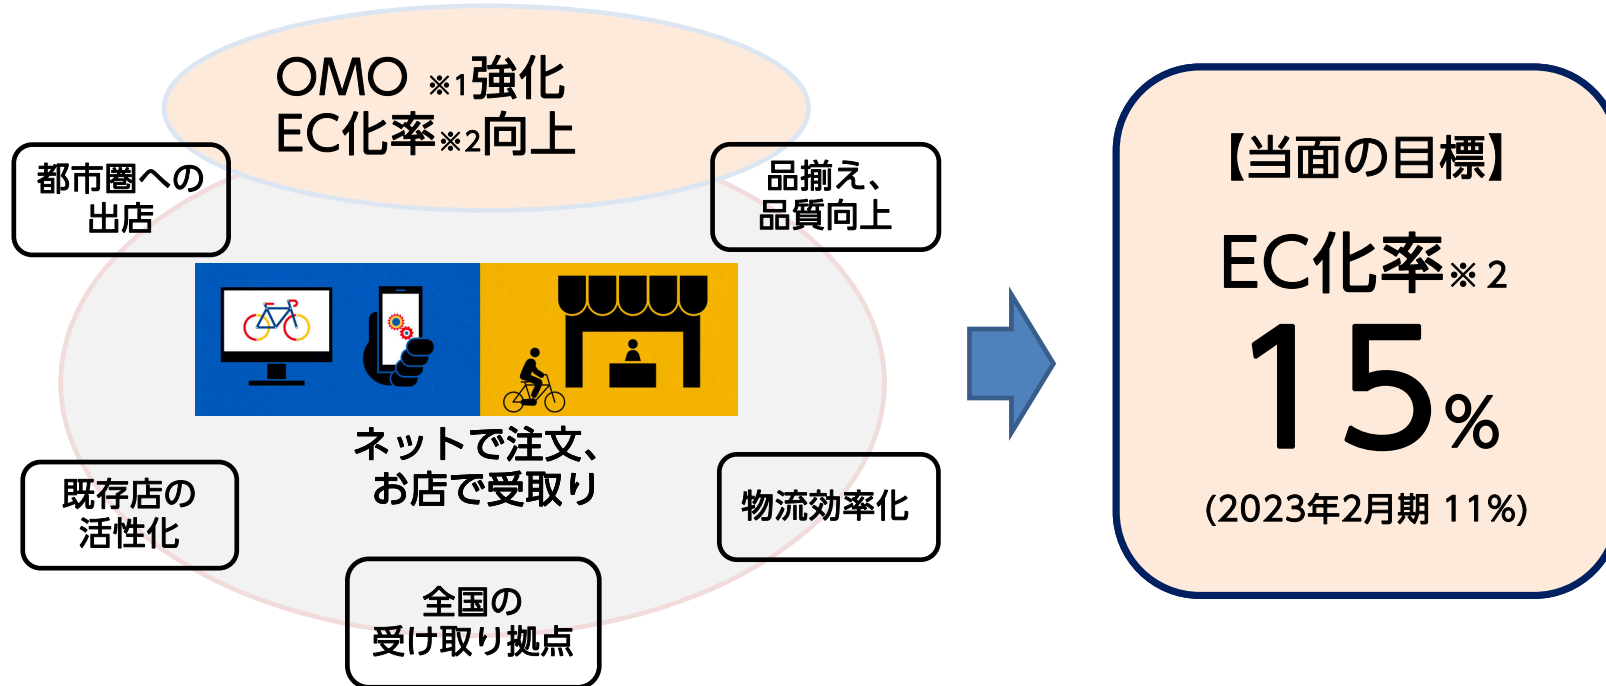 OMO ※1強化
EC化率※2向上
都市圏への
出店
品揃え、
品質向上
ネットで注文、
お店で受取り
既存店の
活性化
物流効率化
全国の
受け取り拠点
【当面の目標】
EC化率※2
15%
(2023年2月期 11%)